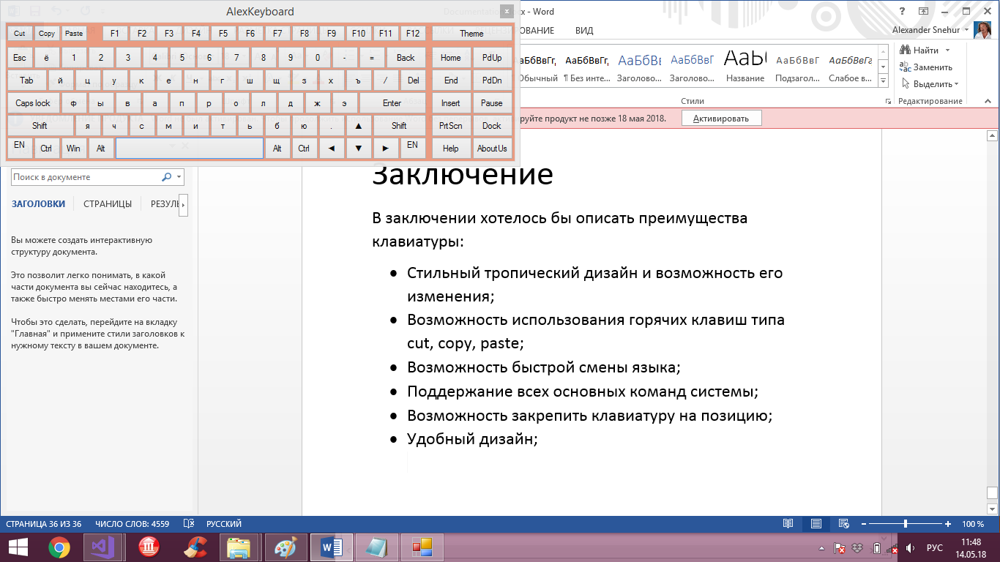 AlexKeyboard
x - Word
Cut Copy Paste F1 F2 F3 F4 F5 F6 F7 F8 F9 F10 F11 F12 Theme
ОВАНИЕ ВИД Alexander Snehur
Esc ё 1 2 3 4 5 6 7 8 9 0 - = Back Home PdUp
Tab й ц у к е н г ш щ з х ъ / Del End PdDn
Caps lock ф ы в а п р о л д ж э Enter Insert Pause
Shift я ч с м и т ь б ю . ▲ Shift PrtScn Dock
EN Ctrl Win Alt Alt Ctrl ◄ ▼ ► EN Help About Us
АаБбВвГг, АаБбВвГг, АаБбВı АаБбВвГ АаЫ АаБбВвГ АаБбВвГг
Обычный ¶ Без инте... Заголово... Заголово... Название Подзагол... Слабое в...
Стили
Найти
Заменить
Выделить
Редактирование
руйте продукт не позже 18 мая 2018. Активировать
Поиск в документе
ЗАГОЛОВКИ СТРАНИЦЫ РЕЗУЛЬ
Вы можете создать интерактивную
структуру документа.
Это позволит легко понимать, в какой
части документа вы сейчас находитесь, а
также быстро менять местами его части.
Чтобы это сделать, перейдите на вкладку
"Главная" и примените стили заголовков к
нужному тексту в вашем документе.
Заключение
В заключении хотелось бы описать преимущества
клавиатуры:
• Стильный тропический дизайн и возможность его
изменения;
• Возможность использования горячих клавиш типа
cut, copy, paste;
• Возможность быстрой смены языка;
• Поддержание всех основных команд системы;
• Возможность закрепить клавиатуру на позицию;
• Удобный дизайн;
СТРАНИЦА 36 ИЗ 36 ЧИСЛО СЛОВ: 4559 РУССКИЙ 100 %
РУС 11:48
14.05.18